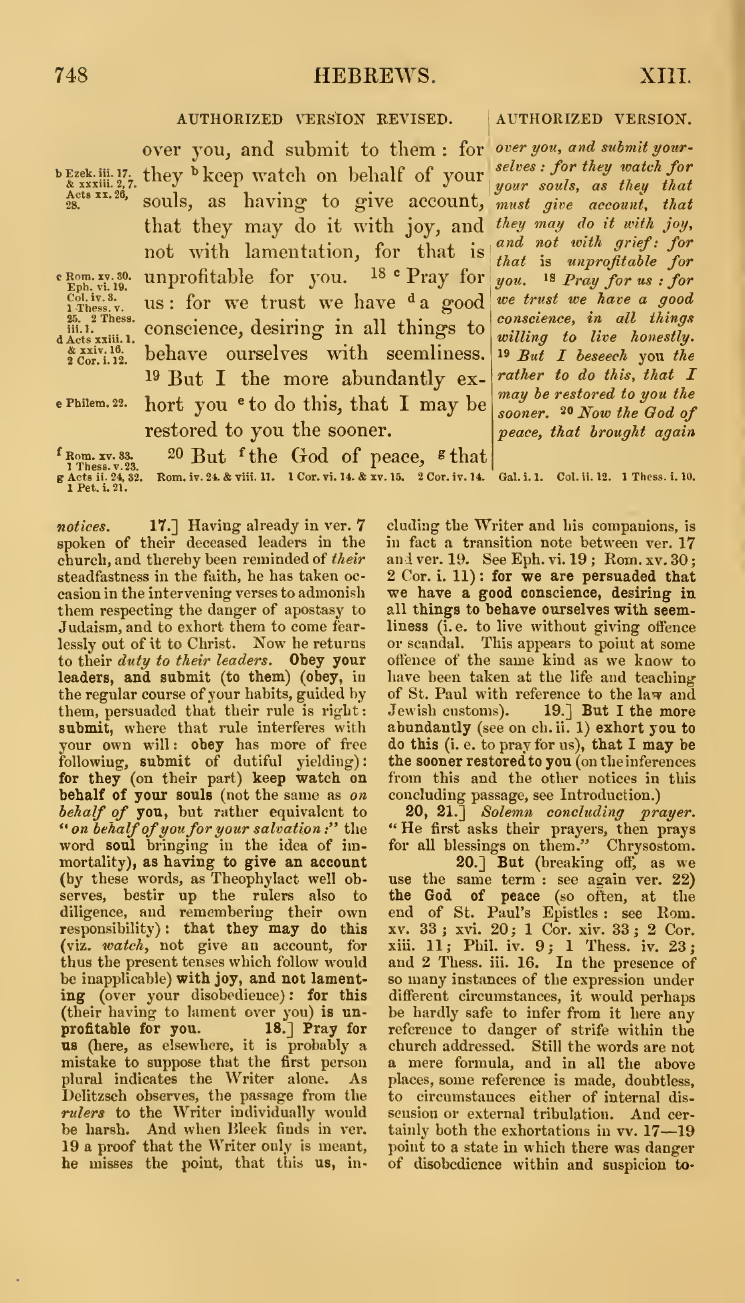 748 HEBREWS. XIII.
AUTHORIZED VERSION REVISED.
over you, and submit to them : for
they b keep watch on behalf of your
souls, as having to give account,
that they may do it with joy, and
not with lamentation, for that is
unprofitable for you. 18 c Pray for
us : for we trust we have d a good
conscience, desiring in all things to
behave ourselves with seemliness.
19 But I the more abundantly ex-
hort you e to do this, that I may be
restored to you the sooner.
20 But f the God of peace, g that
b Ezek. iii. 17.
& xxxiii. 2, 7.
Acts xx. 26,
28.
c Rom. xv. 30.
Eph. vi. 19.
Col. iv. 3.
1 Thess. v.
25. 2 Thess.
iii. 1.
d Acts xxiii. 1.
& xxiv. 16.
2 Cor. i. 12.
e Philem. 22.
f Rom. xv. 33.
1 Thess. v. 23.
g Acts ii. 24, 32. Rom. iv. 24. & viii. 11. 1 Cor. vi. 14. & xv. 15. 2 Cor. iv. 14. Gal. i. 1. Col. ii. 12. 1 Thess. i. 10.
1 Pet. i. 21.
AUTHORIZED VERSION.
over you, and submit your-
selves : for they watch for
your souls, as they that
must give account, that
they may do it with joy,
and not with grief: for
that is unprofitable for
you. 18 Pray for us : for
we trust we have a good
conscience, in all things
willing to live honestly.
19 But I beseech you the
rather to do this, that I
may be restored to you the
sooner. 20 Now the God of
peace, that brought again
notices. 17.] Having already in ver. 7
spoken of their deceased leaders in the
church, and thereby been reminded of their
steadfastness in the faith, he has taken oc-
casion in the intervening verses to admonish
them respecting the danger of apostasy to
Judaism, and to exhort them to come fear-
lessly out of it to Christ. Now he returns
to their duty to their leaders. Obey your
leaders, and submit (to them) (obey, in
the regular course of your habits, guided by
them, persuaded that their rule is right :
submit, where that rule interferes with
your own will : obey has more of free
following, submit of dutiful yielding) :
for they (on their part) keep watch on
behalf of your souls (not the same as on
behalf of you, but rather equivalent to
"on behalf of you for your salvation :" the
word soul bringing in the idea of im-
mortality), as having to give an account
(by these words, as Theophylact well ob-
serves, bestir up the rulers also to
diligence, and remembering their own
responsibility) : that they may do this
(viz. watch, not give an account, for
thus the present tenses which follow would
be inapplicable) with joy, and not lament-
ing (over your disobedience) : for this
(their having to lament over you) is un-
profitable for you. 18.] Pray for
us (here, as elsewhere, it is probably a
mistake to suppose that the first person
plural indicates the Writer alone. As
Delitzsch observes, the passage from the
rulers to the Writer individually would
be harsh. And when Bleek finds in ver.
19 a proof that the Writer only is meant,
he misses the point, that this us, in-
cluding the Writer and his companions, is
in fact a transition note between ver. 17
and ver. 19. See Eph. vi. 19 ; Rom. xv. 30 ;
2 Cor. i. 11) : for we are persuaded that
we have a good conscience, desiring in
all things to behave ourselves with seem-
liness (i. e. to live without giving offence
or scandal. This appears to point at some
offence of the same kind as we know to
have been taken at the life and teaching
of St. Paul with reference to the law and
Jewish customs). 19.] But I the more
abundantly (see on ch. ii. 1) exhort you to
do this (i. e. to pray for us), that I may be
the sooner restored to you (on the inferences
from this and the other notices in this
concluding passage, see Introduction.)
20, 21.] Solemn concluding prayer.
"He first asks their prayers, then prays
for all blessings on them." Chrysostom.
20.] But (breaking off, as we
use the same term : see again ver. 22)
the God of peace (so often, at the
end of St. Paul's Epistles : see Rom.
xv. 33 ; xvi. 20; 1 Cor. xiv. 33 ; 2 Cor.
xiii. 11; Phil. iv. 9; 1 Thess. iv. 23;
and 2 Thess. iii. 16. In the presence of
so many instances of the expression under
different circumstances, it would perhaps
be hardly safe to infer from it here any
reference to danger of strife within the
church addressed. Still the words are not
a mere formula, and in all the above
places, some reference is made, doubtless,
to circumstances either of internal dis-
sension or external tribulation. And cer-
tainly both the exhortations in vv. 17—19
point to a state in which there was danger
of disobedience within and suspicion to-